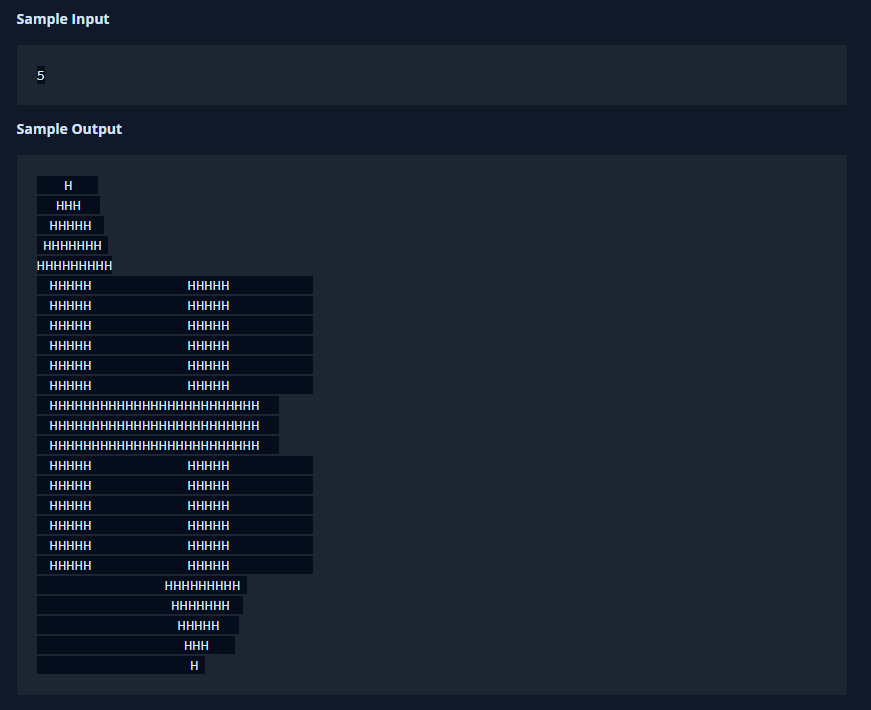 Sample Input
5
Sample Output
    H    
   HHH   
  HHHHH  
 HHHHHHH 
HHHHHHHHH
  HHHHH               HHHHH             
  HHHHH               HHHHH             
  HHHHH               HHHHH             
  HHHHH               HHHHH             
  HHHHH               HHHHH             
  HHHHH               HHHHH             
  HHHHHHHHHHHHHHHHHHHHHHHHH   
  HHHHHHHHHHHHHHHHHHHHHHHHH   
  HHHHHHHHHHHHHHHHHHHHHHHHH   
  HHHHH               HHHHH             
  HHHHH               HHHHH             
  HHHHH               HHHHH             
  HHHHH               HHHHH             
  HHHHH               HHHHH             
  HHHHH               HHHHH             
                    HHHHHHHHH 
                     HHHHHHH  
                      HHHHH   
                       HHH    
                        H